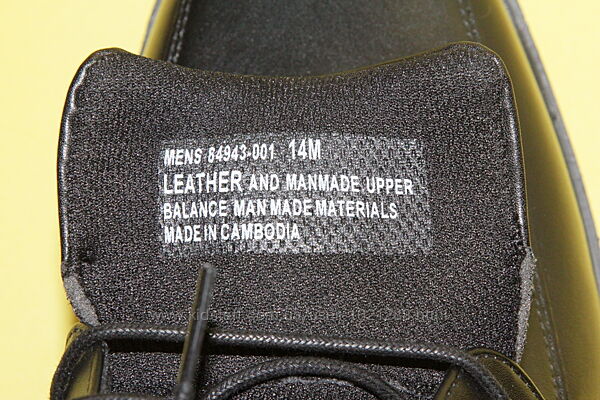 MENS 84943-001 14M
LEATHER AND MANMADE UPPER
BALANCE MAN MADE MATERIALS
MADE IN CAMBODIA